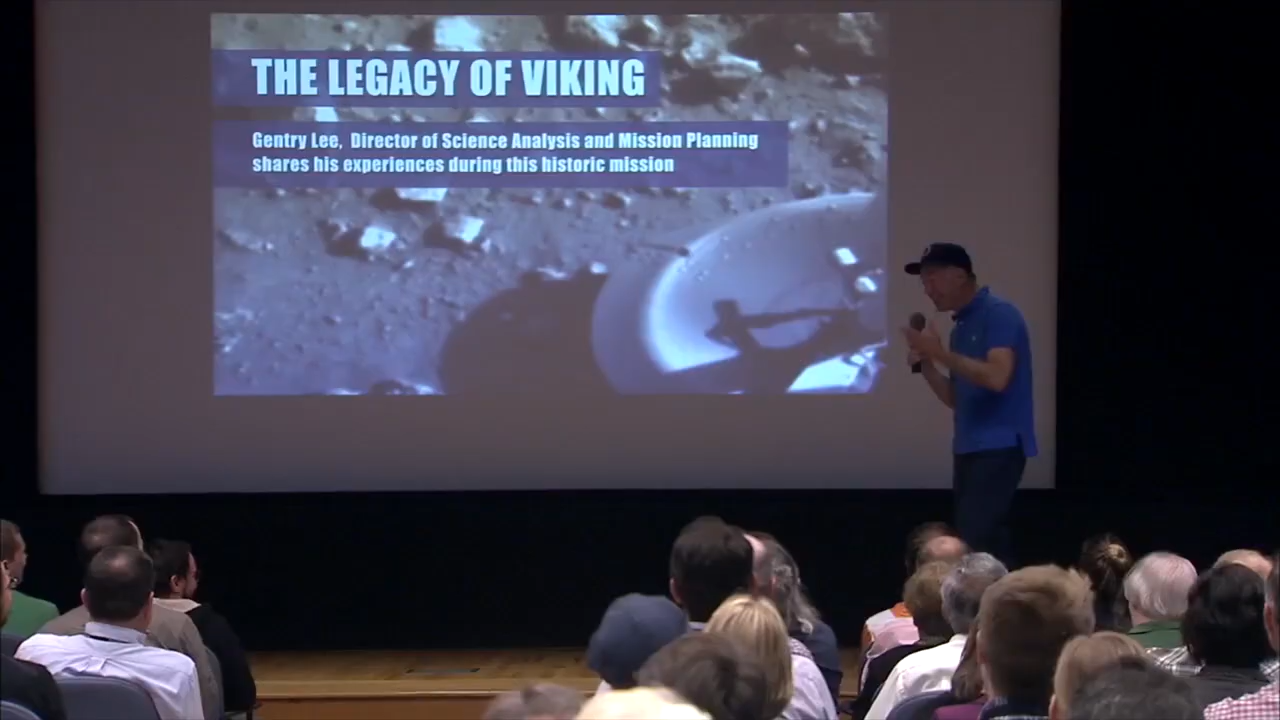 THE LEGACY OF VIKING
Gentry Lee, Director of Science Analysis and Mission Planning
shares his experiences during this historic mission